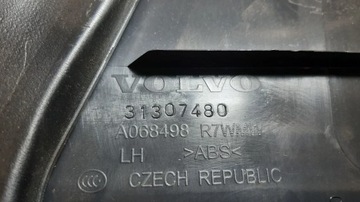 VOLVO
31307480
A068498 R7W
LH >ABS<
CZECH REPUBLIC